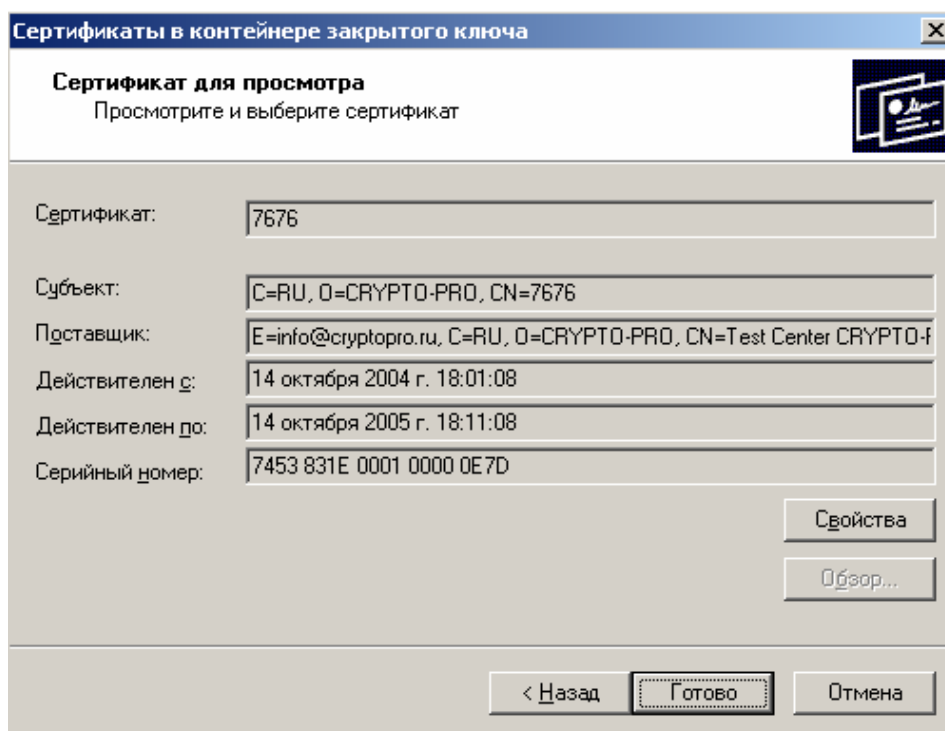 Сертификаты в контейнере закрытого ключа
Сертификат для просмотра
Просмотрите и выберите сертификат
Сертификат: 7676
Субъект: C=RU, O=CRYPTO-PRO, CN=7676
Поставщик: E=info@cryptopro.ru, C=RU, O=CRYPTO-PRO, CN=Test Center CRYPTO-
Действителен с: 14 октября 2004 г. 18:01:08
Действителен по: 14 октября 2005 г. 18:11:08
Серийный номер: 7453 831E 0001 0000 0E7D
Свойства
Обзор...
< Назад Готово Отмена